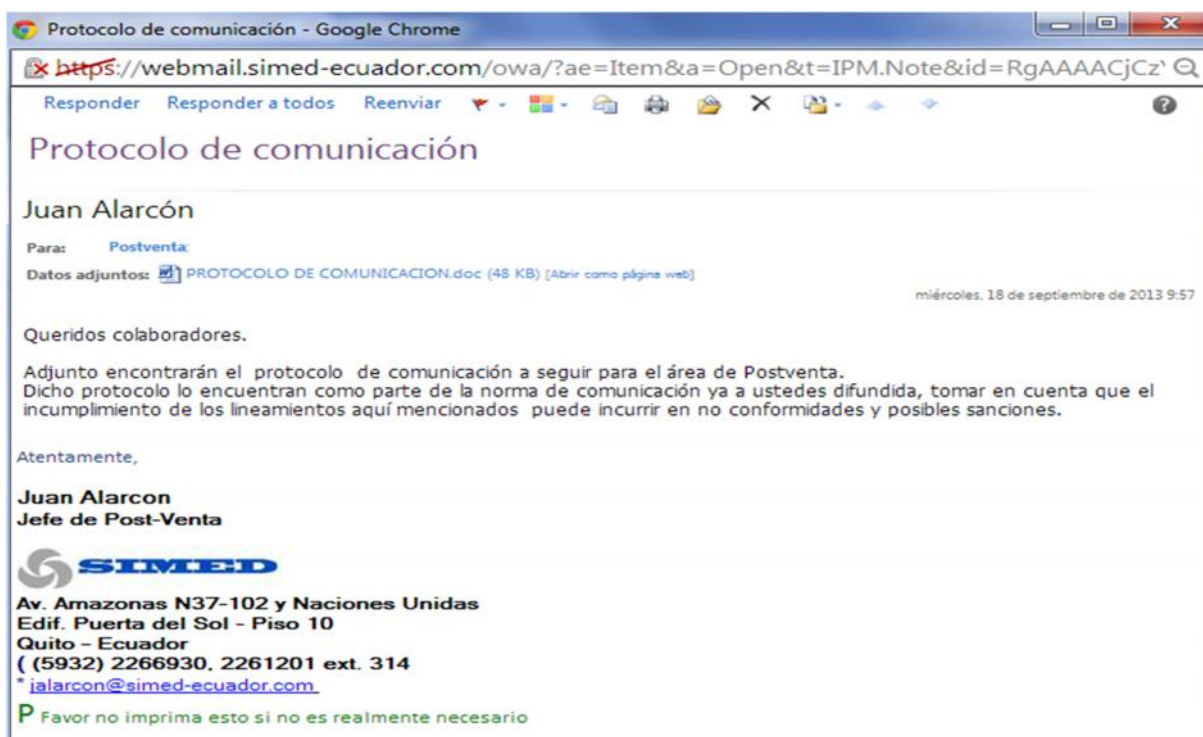 Protocolo de comunicación - Google Chrome
https://webmail.simed-ecuador.com/owa/?ae=Item&a=Open&t=IPM.Note&id=RgAAAACjCz
Responder Responder a todos Reenviar
Protocolo de comunicación
Juan Alarcón
Para: Postventa
Datos adjuntos: PROTOCOLO DE COMUNICACION.doc (48 KB) [Abrir como página web]
miércoles, 18 de septiembre de 2013 9:57
Queridos colaboradores.
Adjunto encontrarán el protocolo de comunicación a seguir para el área de Postventa.
Dicho protocolo lo encuentran como parte de la norma de comunicación ya a ustedes difundida, tomar en cuenta que el
incumplimiento de los lineamientos aquí mencionados puede incurrir en no conformidades y posibles sanciones.
Atentamente,
Juan Alarcon
Jefe de Post-Venta
SIMED
Av. Amazonas N37-102 y Naciones Unidas
Edif. Puerta del Sol - Piso 10
Quito - Ecuador
( (5932) 2266930, 2261201 ext. 314
* jalarcon@simed-ecuador.com
P Favor no imprima esto si no es realmente necesario